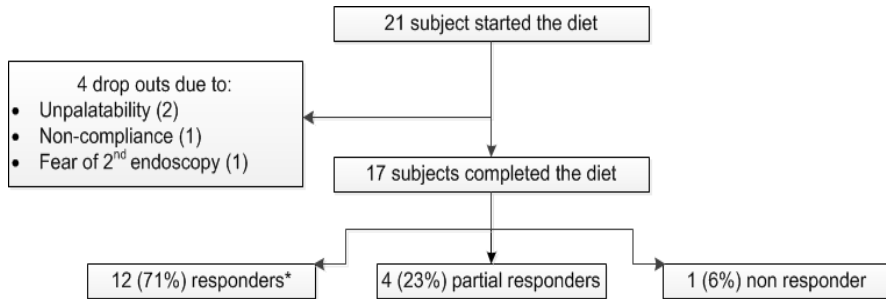 21 subject started the diet
4 drop outs due to:
• Unpalatability (2)
• Non-compliance (1)
• Fear of 2nd endoscopy (1)
17 subjects completed the diet
12 (71%) responders*
4 (23%) partial responders
1 (6%) non responder